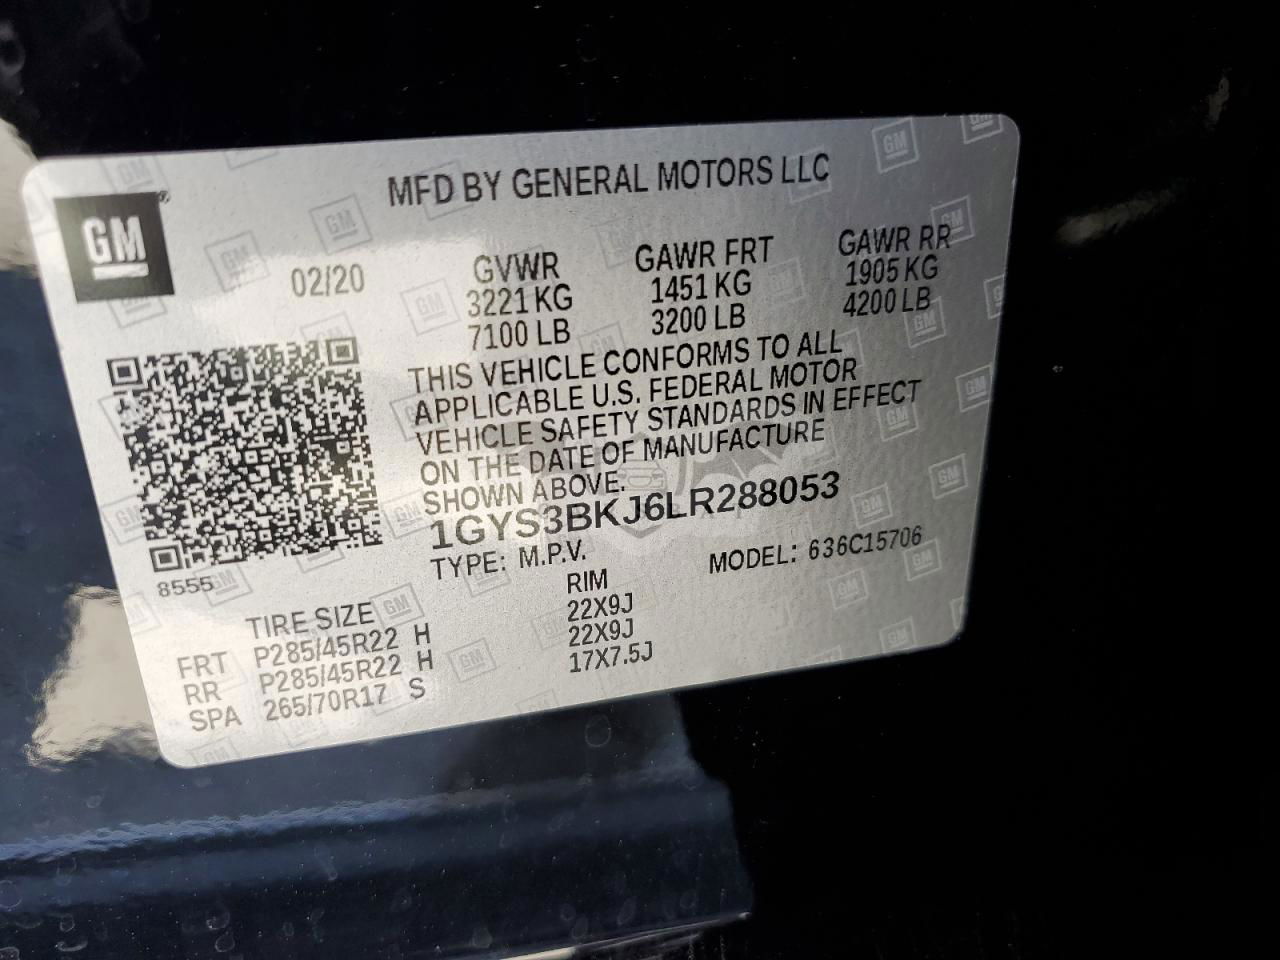 MFD BY GENERAL MOTORS LLC
GM
02/20 GVWR GAWR FRT GAWR RR
3221 KG 1451 KG 1905 KG
7100 LB 3200 LB 4200 LB
THIS VEHICLE CONFORMS TO ALL
APPLICABLE U.S. FEDERAL MOTOR
VEHICLE SAFETY STANDARDS IN EFFECT
ON THE DATE OF MANUFACTURE
SHOWN ABOVE.
1GYS3BKJ6LR288053
TYPE: M.P.V. MODEL: 636C15706
8555
TIRE SIZE RIM
FRT P285/45R22 H 22X9J
RR P285/45R22 H 22X9J
SPA 265/70R17 S 17X7.5J